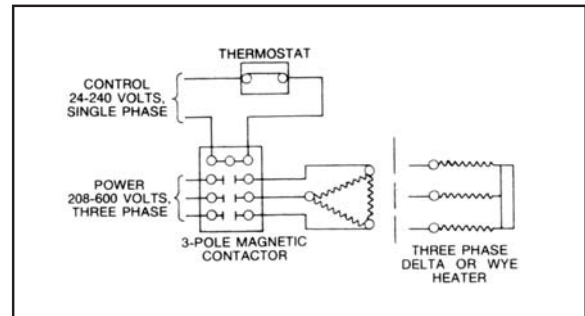 THERMOSTAT
CONTROL
24-240 VOLTS,
SINGLE PHASE
POWER
208-600 VOLTS,
THREE PHASE
3-POLE MAGNETIC
CONTACTOR
THREE PHASE
DELTA OR WYE
HEATER